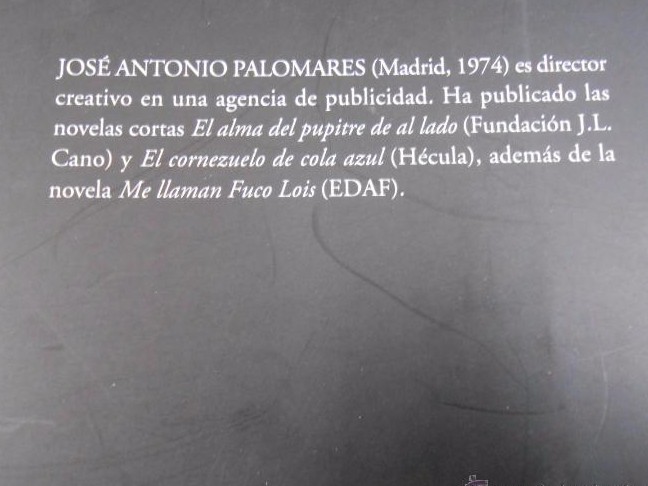 JOSÉ ANTONIO PALOMARES (Madrid, 1974) es director
creativo en una agencia de publicidad. Ha publicado las
novelas cortas El alma del pupitre de al lado (Fundación J.L.
Cano) y El cornezuelo de cola azul (Hécula), además de la
novela Me llaman Fuco Lois (EDAF).